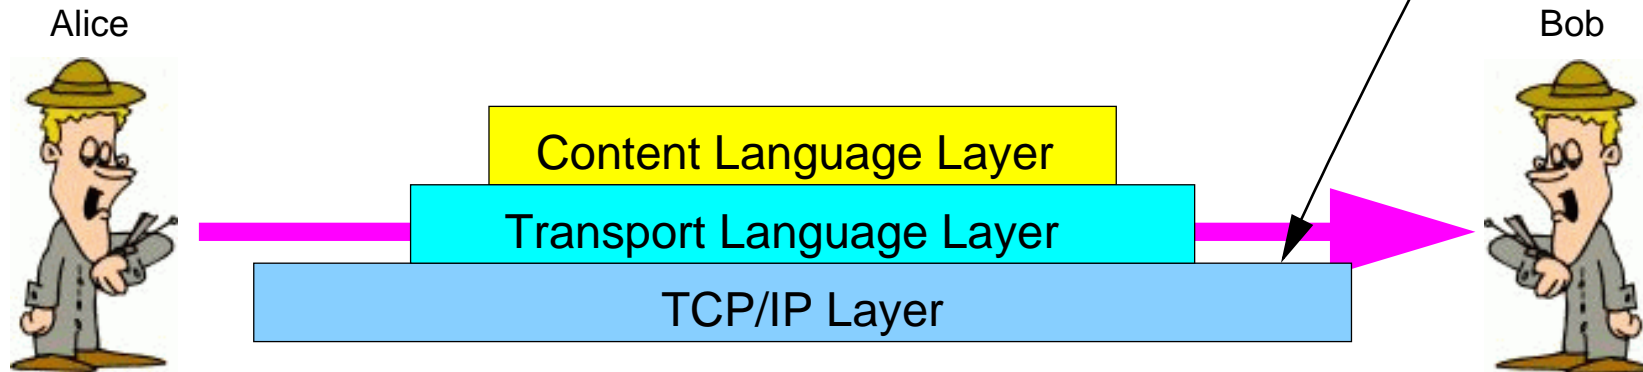 Alice
Bob
Content Language Layer
Transport Language Layer
TCP/IP Layer